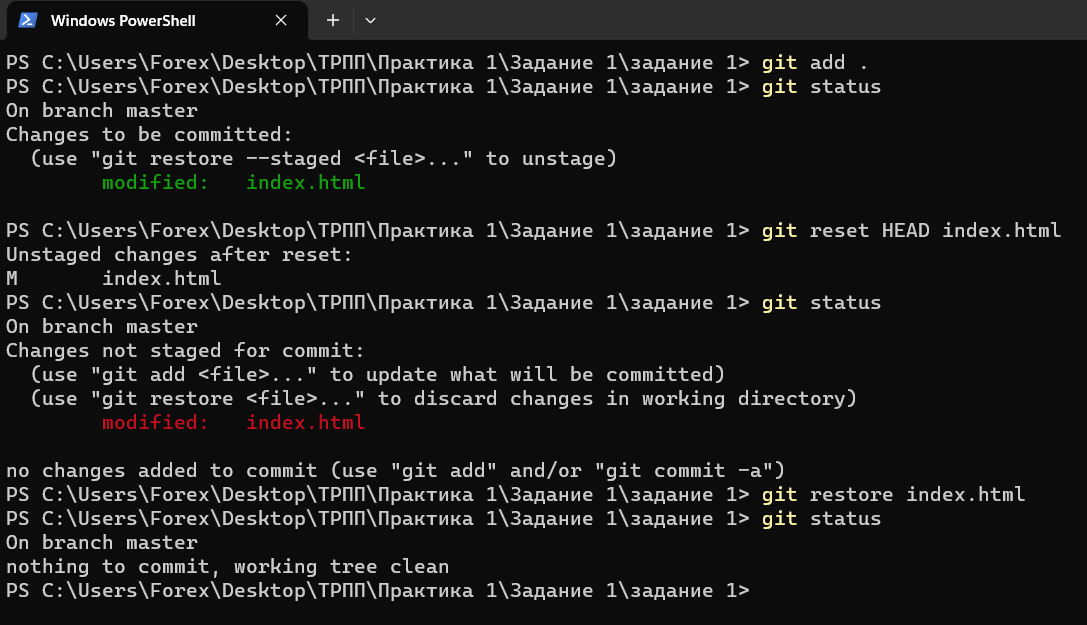 Windows PowerShell
PS C:\Users\Forex\Desktop\ТРПП\Практика 1\Задание 1\задание 1> git add .
PS C:\Users\Forex\Desktop\ТРПП\Практика 1\Задание 1\задание 1> git status
On branch master
Changes to be committed:
  (use "git restore --staged <file>..." to unstage)
        modified:   index.html

PS C:\Users\Forex\Desktop\ТРПП\Практика 1\Задание 1\задание 1> git reset HEAD index.html
Unstaged changes after reset:
M       index.html
PS C:\Users\Forex\Desktop\ТРПП\Практика 1\Задание 1\задание 1> git status
On branch master
Changes not staged for commit:
  (use "git add <file>..." to update what will be committed)
  (use "git restore <file>..." to discard changes in working directory)
        modified:   index.html

no changes added to commit (use "git add" and/or "git commit -a")
PS C:\Users\Forex\Desktop\ТРПП\Практика 1\Задание 1\задание 1> git restore index.html
PS C:\Users\Forex\Desktop\ТРПП\Практика 1\Задание 1\задание 1> git status
On branch master
nothing to commit, working tree clean
PS C:\Users\Forex\Desktop\ТРПП\Практика 1\Задание 1\задание 1>